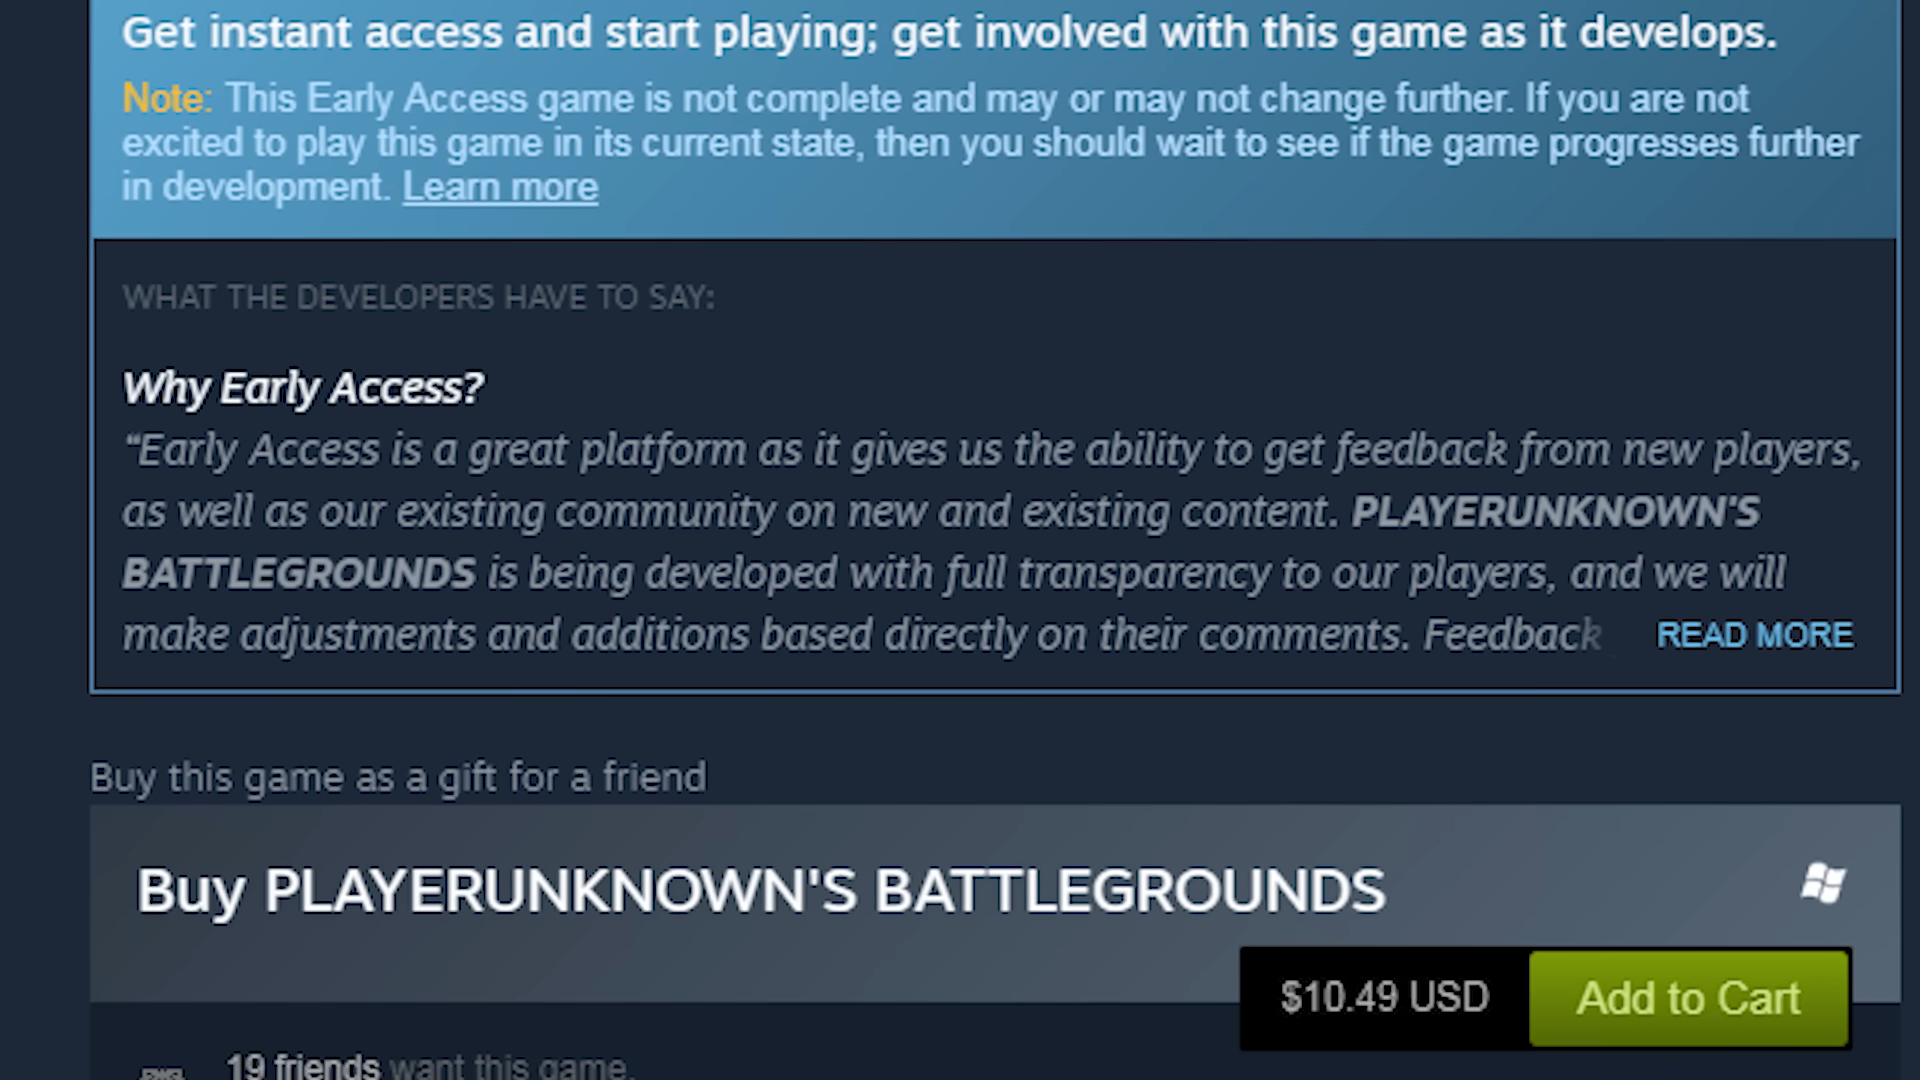 Get instant access and start playing; get involved with this game as it develops.
Note: This Early Access game is not complete and may or may not change further. If you are not
excited to play this game in its current state, then you should wait to see if the game progresses further
in development. Learn more
WHAT THE DEVELOPERS HAVE TO SAY:
Why Early Access?
“Early Access is a great platform as it gives us the ability to get feedback from new players,
as well as our existing community on new and existing content. PLAYERUNKNOWN'S
BATTLEGROUNDS is being developed with full transparency to our players, and we will
make adjustments and additions based directly on their comments. Feedback READ MORE
Buy this game as a gift for a friend
Buy PLAYERUNKNOWN'S BATTLEGROUNDS
$10.49 USD Add to Cart
19 friends want this game.